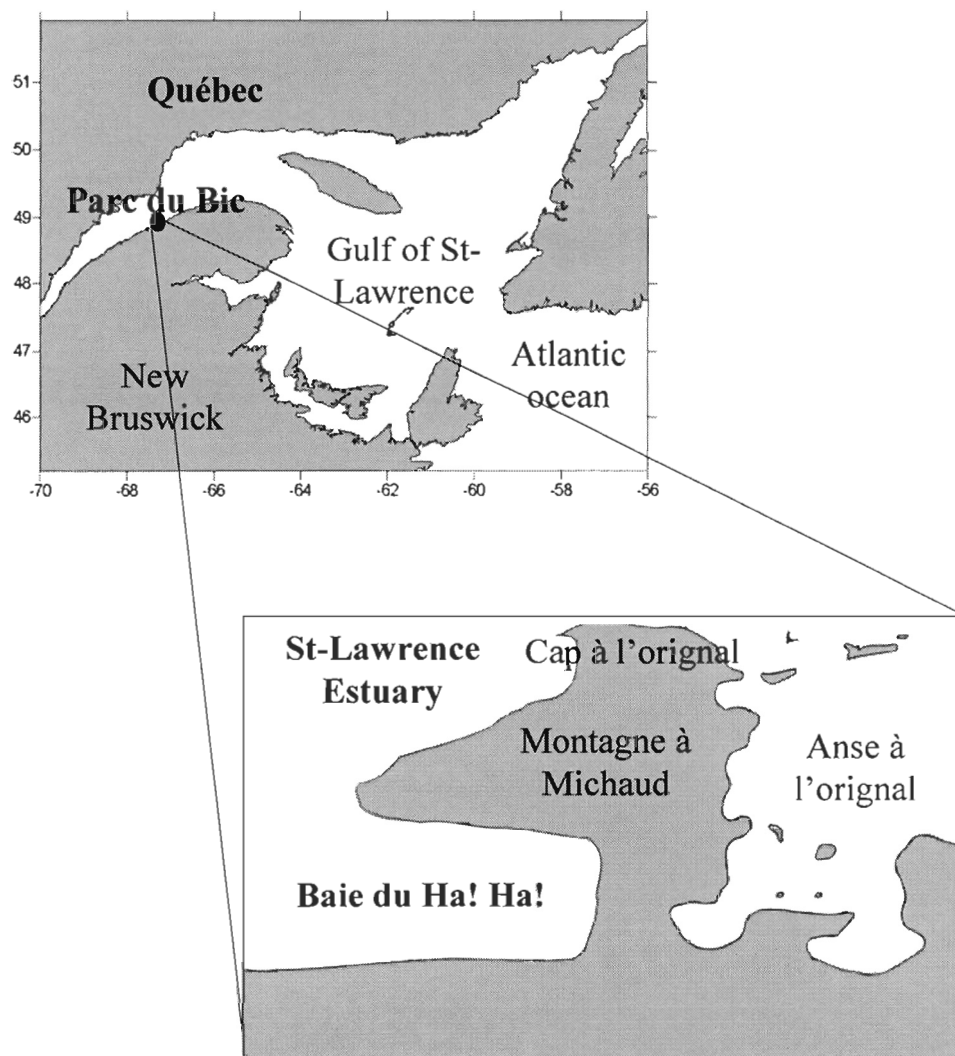 Québec
51
50
Parc du Bic
49
Gulf of St-
Lawrence
48
47
Atlantic
ocean
New
Bruswick
46
-70
-68
-66
-64
-62
-60
-58
-56
St-Lawrence
Estuary
Cap à l'orignal
Montagne à
Michaud
Anse à
l'orignal
Baie du Ha! Ha!